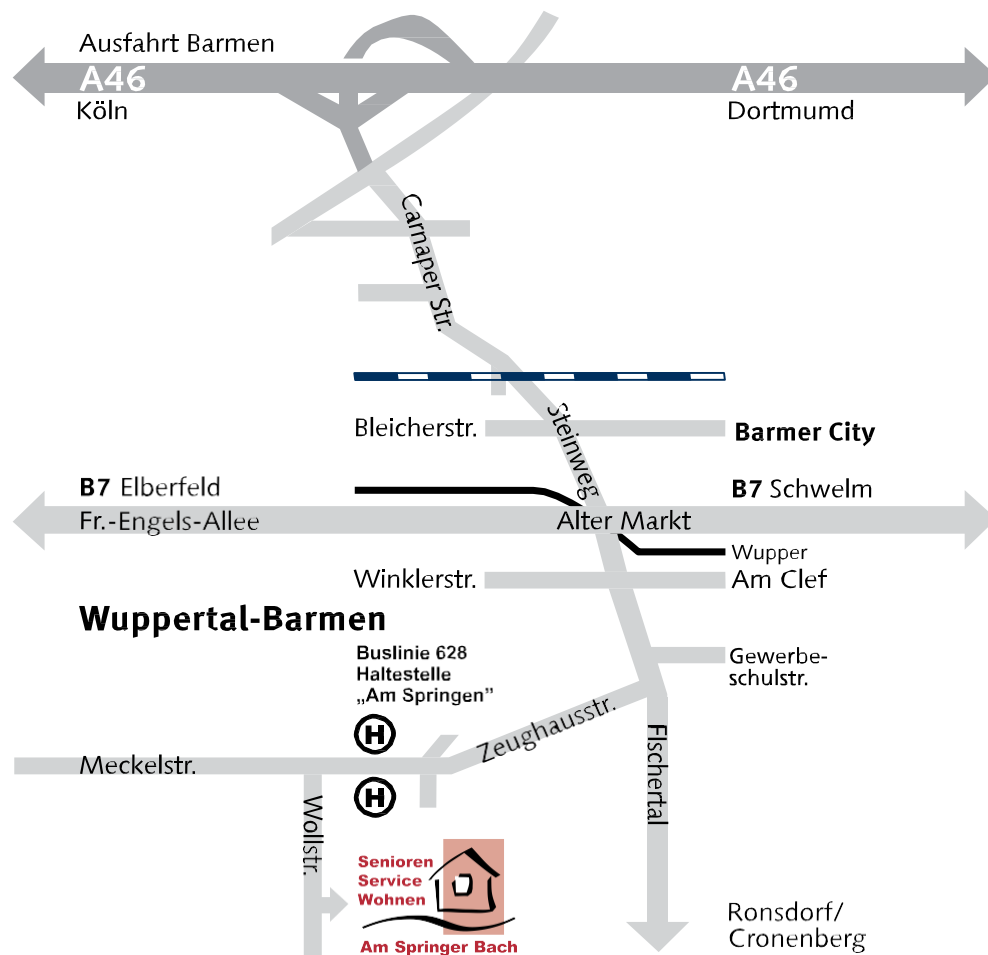 Ausfahrt Barmen
A46
A46
Köln
Dortmumd
Carnaper Str.
Steinweg
Bleicherstr.
Barmer City
B7 Elberfeld
B7 Schwelm
Fr.-Engels-Allee
Alter Markt
Wupper
Winklerstr.
Am Clef
Wuppertal-Barmen
Buslinie 628
Haltestelle
„Am Springen”
Gewerbe-
schulstr.
H
Zeughausstr.
FIschertal
Meckelstr.
H
Wollstr.
Senioren
Service
Wohnen
Am Springer Bach
Ronsdorf/
Cronenberg